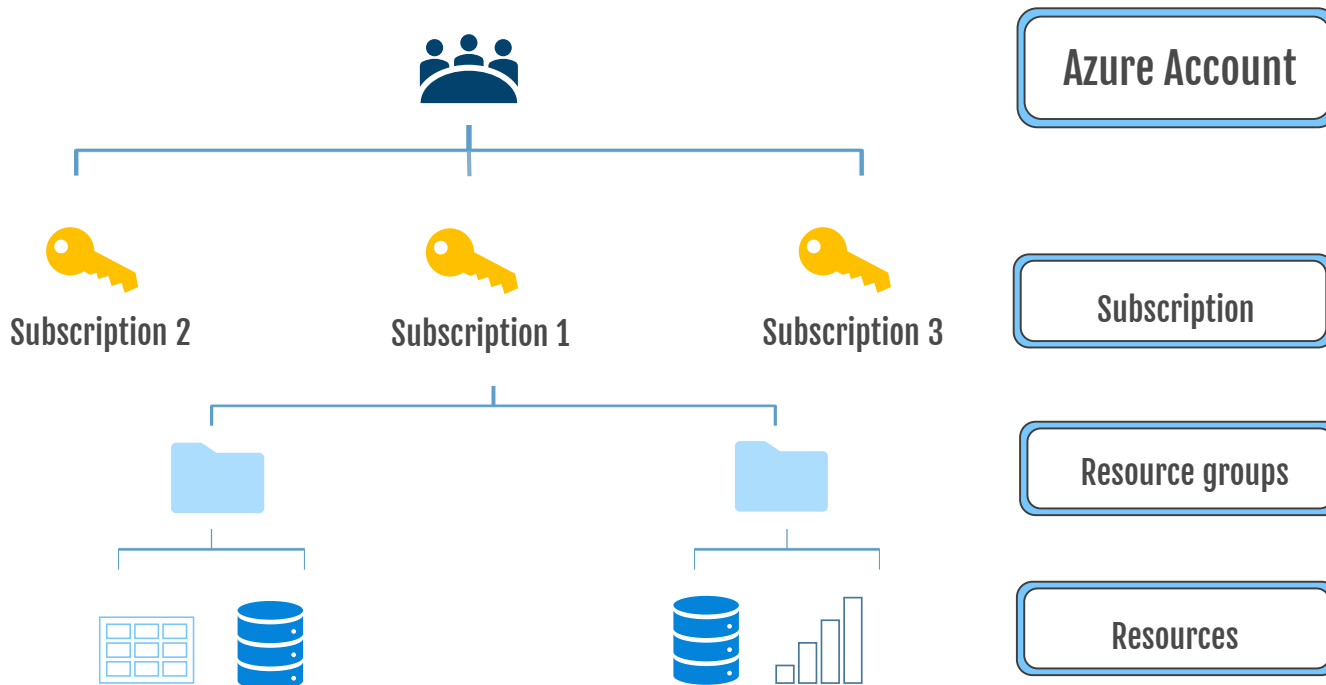 Azure Account
Subscription 2
Subscription 1
Subscription 3
Subscription
Resource groups
Resources